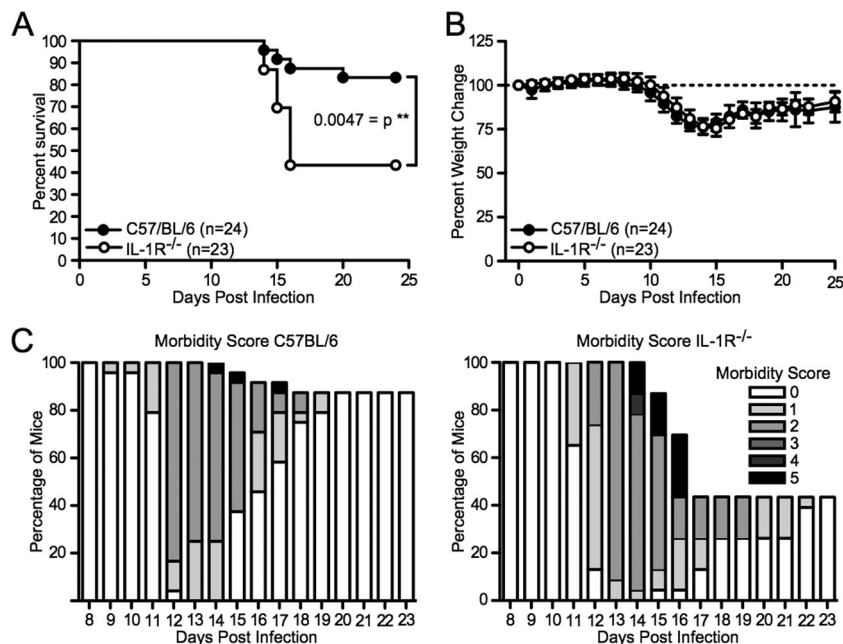 A
Percent survival
100
90
80
70
60
50
40
30
20
10
0
0.0047 = p **
C57/BL/6 (n=24)
IL-1R-/- (n=23)
0 5 10 15 20 25
Days Post Infection
B
Percent Weight Change
125
100
75
50
25
0
C57/BL/6 (n=24)
IL-1R-/- (n=23)
0 5 10 15 20 25
Days Post Infection
C
Morbidity Score C57BL/6
Percentage of Mice
100
80
60
40
20
8 9 10 11 12 13 14 15 16 17 18 19 20 21 22 23
Days Post Infection
Morbidity Score IL-1R-/-
Percentage of Mice
100
80
60
40
20
0
Morbidity Score
0
1
2
3
4
5
8 9 10 11 12 13 14 15 16 17 18 19 20 21 22 23
Days Post Infection